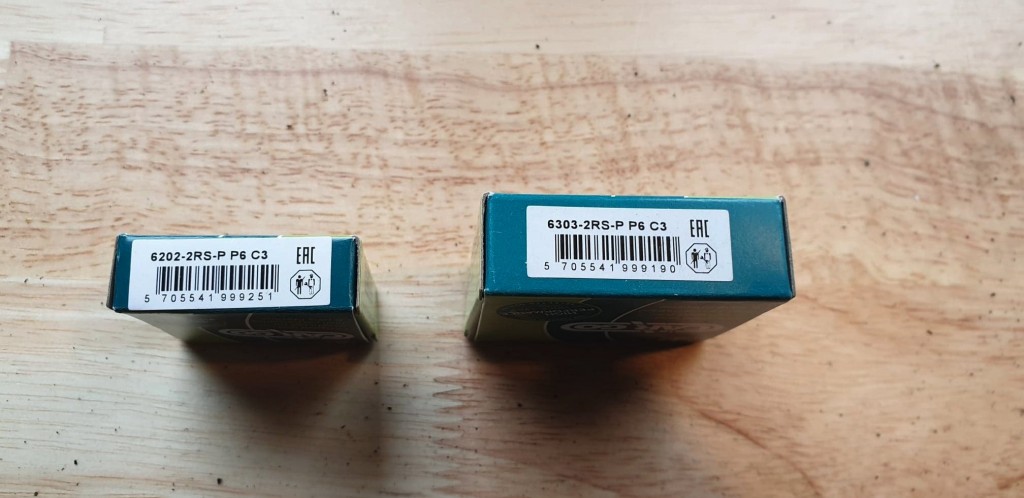 6202-2RS-P P6 C3
EAC
5 705541 999251
6303-2RS-P P6 C3
EAC
5 705541 999190